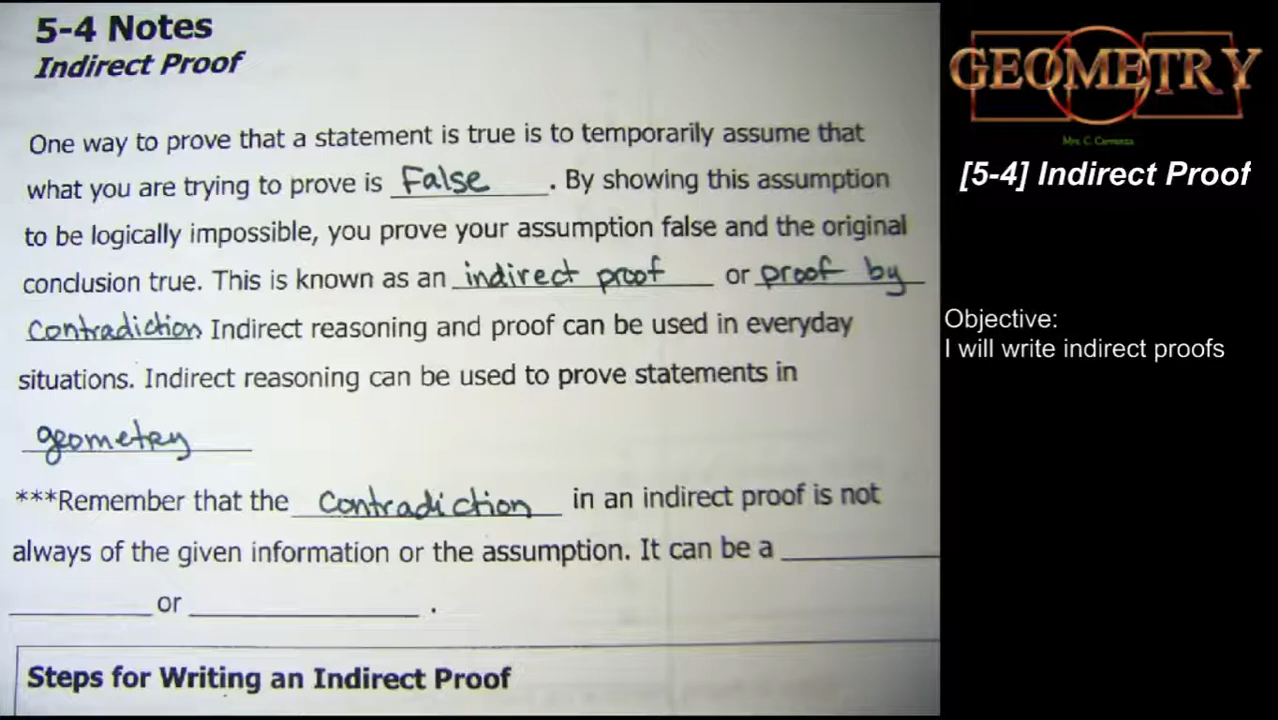 5-4 Notes
Indirect Proof
One way to prove that a statement is true is to temporarily assume that
what you are trying to prove is False . By showing this assumption
to be logically impossible, you prove your assumption false and the original
conclusion true. This is known as an indirect proof or proof by
contradiction. Indirect reasoning and proof can be used in everyday
situations. Indirect reasoning can be used to prove statements in
geometry
***Remember that the contradiction in an indirect proof is not
always of the given information or the assumption. It can be a ________
________ or ________ .
Steps for Writing an Indirect Proof
GEOMETRY
[5-4] Indirect Proof
Objective:
I will write indirect proofs